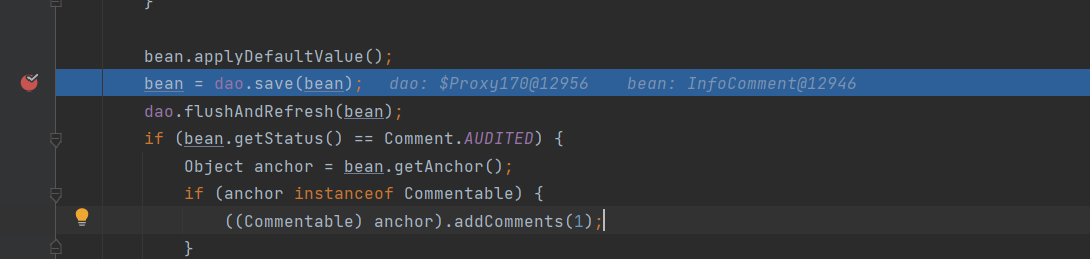 }
bean.applyDefaultValue();
bean = dao.save(bean);   dao: $Proxy170@12956    bean: InfoComment@12946
dao.flushAndRefresh(bean);
if (bean.getStatus() == Comment.AUDITED) {
Object anchor = bean.getAnchor();
if (anchor instanceof Commentable) {
((Commentable) anchor).addComments(1);
}